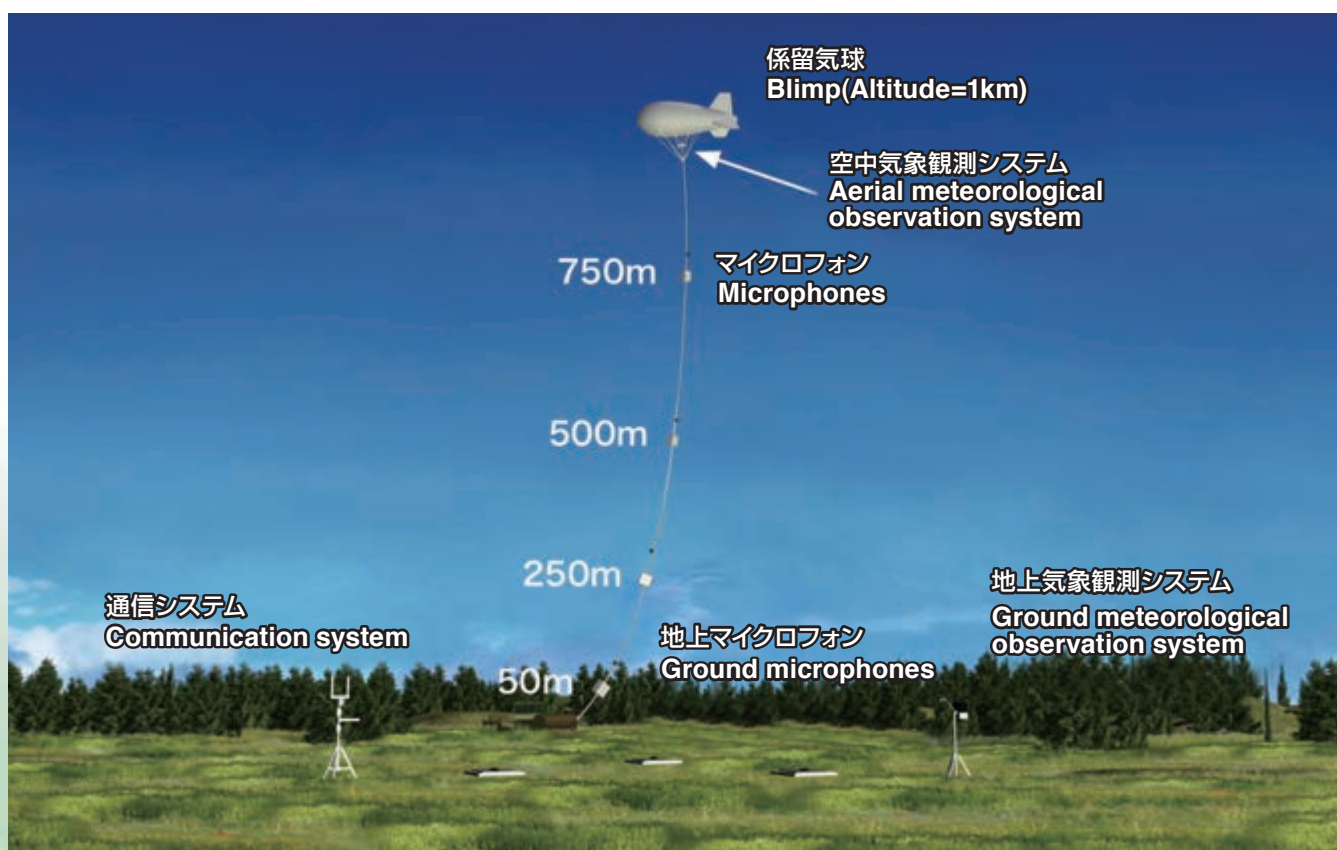 係留気球
Blimp(Altitude=1km)
空中気象観測システム
Aerial meteorological
observation system
750m
マイクロフォン
Microphones
500m
250m
通信システム
Communication system
地上気象観測システム
Ground meteorological
observation system
地上マイクロフォン
Ground microphones
50m